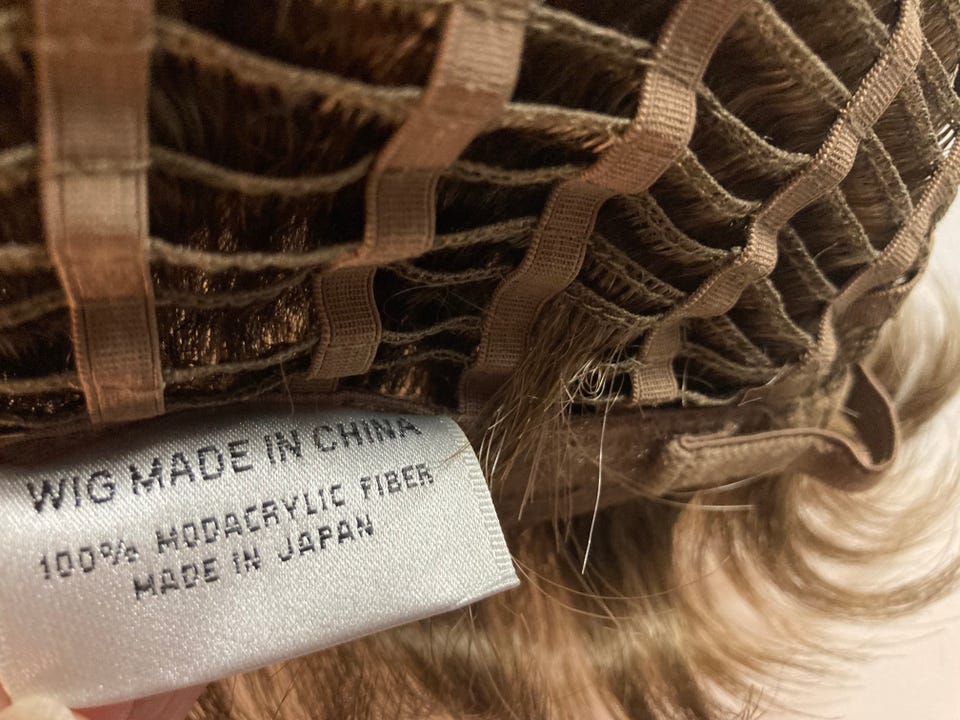 WIG MADE IN CHINA
100% MODACRYLIC FIBER
MADE IN JAPAN